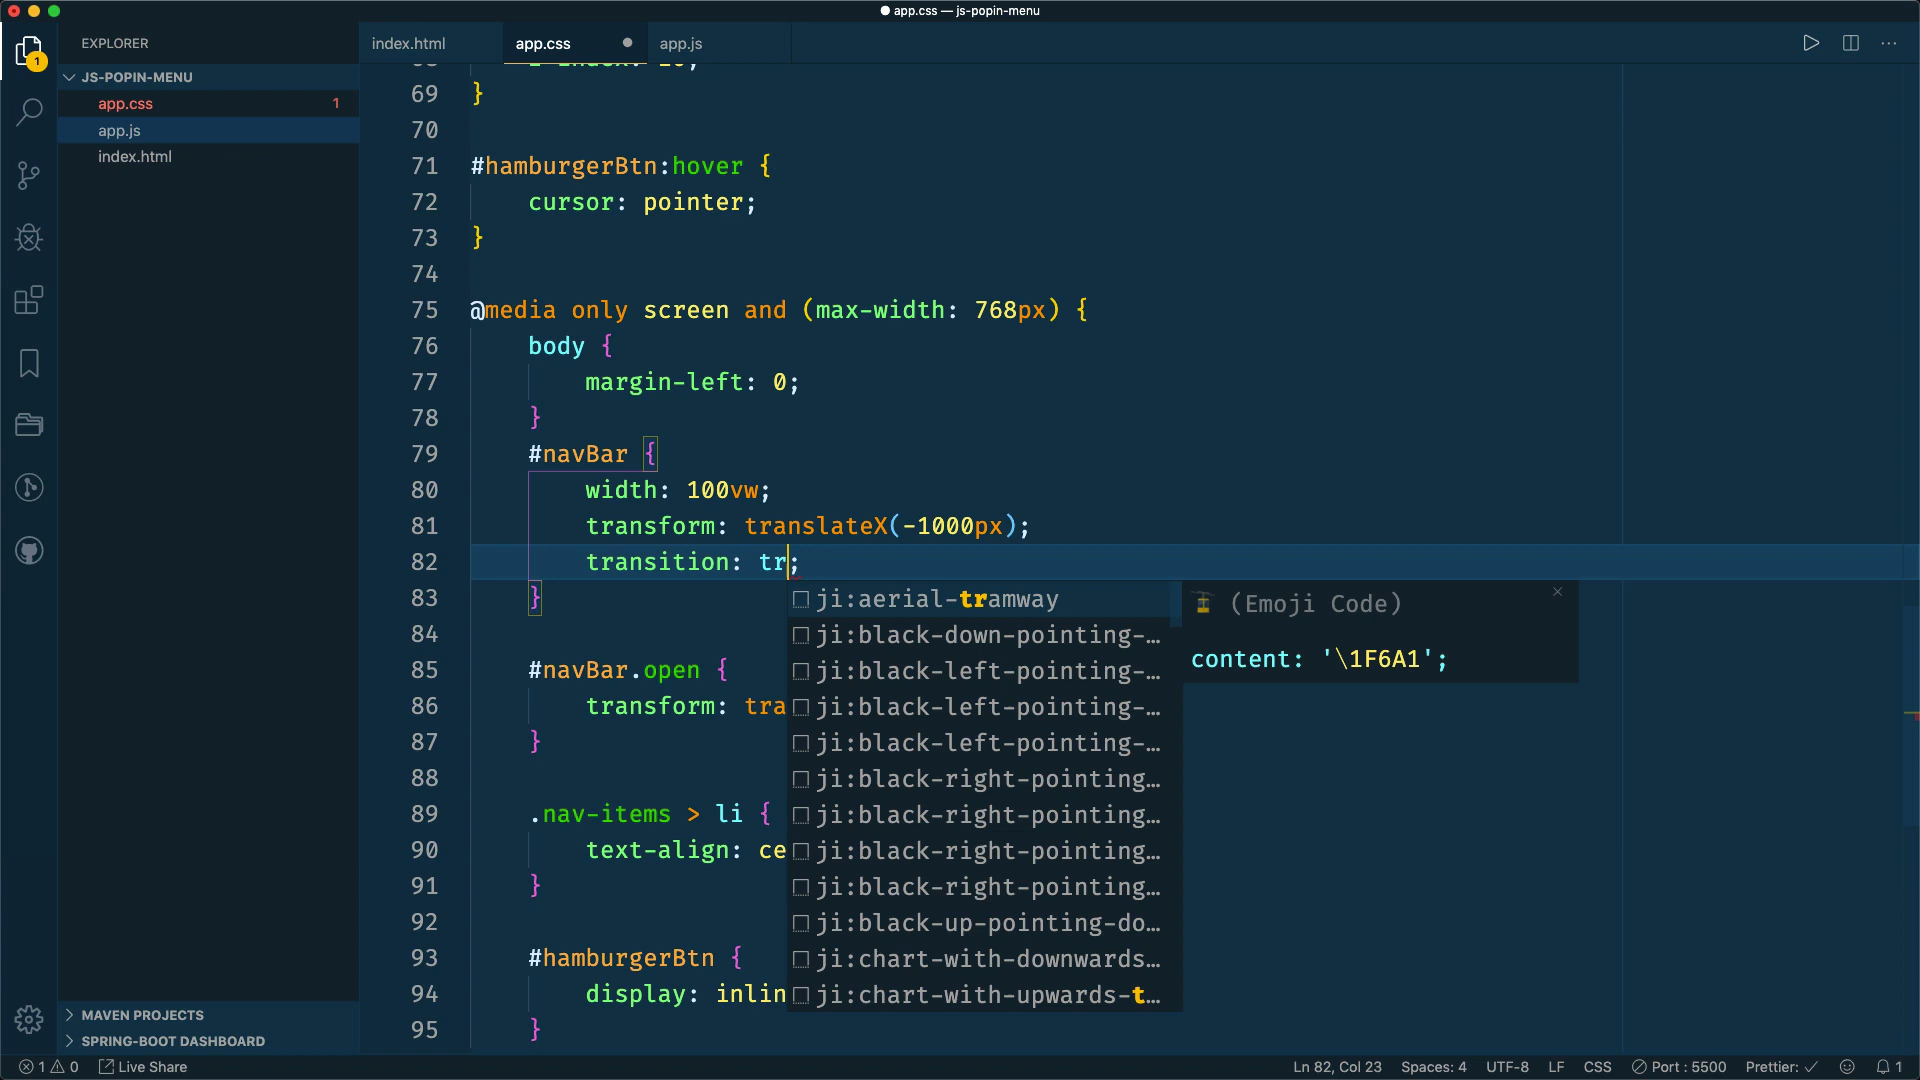 app.css — js-popin-menu
EXPLORER
index.html
app.css
app.js
1
JS-POPIN-MENU
app.css 1
app.js
index.html
69 }
70
71 #hamburgerBtn:hover {
72 cursor: pointer;
73 }
74
75 @media only screen and (max-width: 768px) {
76 body {
77 margin-left: 0;
78 }
79 #navBar {
80 width: 100vw;
81 transform: translateX(-1000px);
82 transition: tr;
83 }
84
85 #navBar.open {
86 transform: tra
87 }
88
89 .nav-items > li {
90 text-align: ce
91 }
92
93 #hamburgerBtn {
94 display: inlin
95 }
ji:aerial-tramway
ji:black-down-pointing-…
ji:black-left-pointing-…
ji:black-left-pointing-…
ji:black-left-pointing-…
ji:black-right-pointing…
ji:black-right-pointing…
ji:black-right-pointing…
ji:black-right-pointing…
ji:black-up-pointing-do…
ji:chart-with-downwards…
ji:chart-with-upwards-t…
(Emoji Code)
content: '\1F6A1';
MAVEN PROJECTS
SPRING-BOOT DASHBOARD
1 0 Live Share
Ln 82, Col 23 Spaces: 4 UTF-8 LF CSS Port : 5500 Prettier: ✓ 1